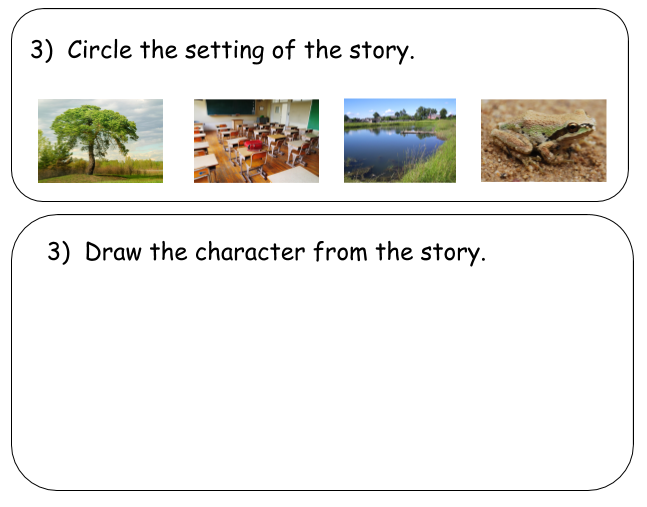 3) Circle the setting of the story.
3) Draw the character from the story.